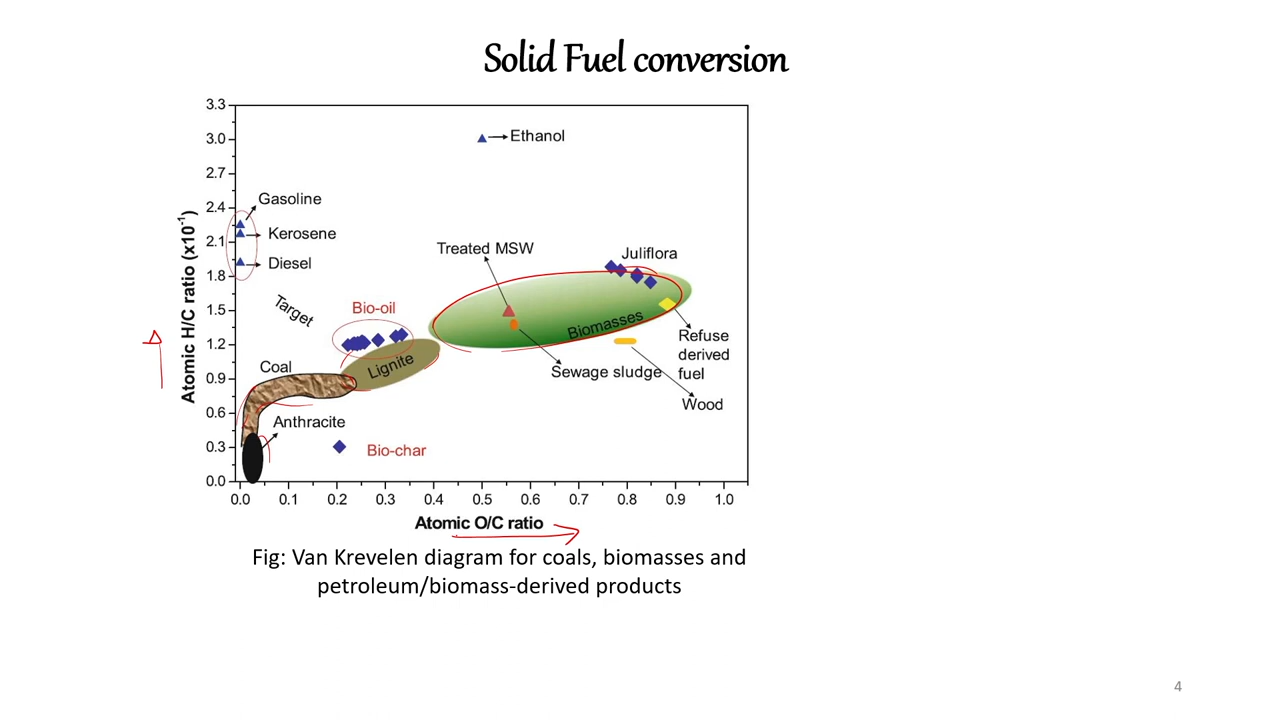 Solid Fuel conversion
3.3
3.0
2.7
2.4
2.1
1.8
1.5
1.2
0.9
0.6
0.3
0.0
Atomic H/C ratio (x10⁻¹)
Ethanol
Gasoline
Kerosene
Diesel
Treated MSW
Juliflora
Target
Bio-oil
Biomasses
Refuse
derived
fuel
Lignite
Coal
Sewage sludge
Wood
Anthracite
Bio-char
0.0 0.1 0.2 0.3 0.4 0.5 0.6 0.7 0.8 0.9 1.0
Atomic O/C ratio
Fig: Van Krevelen diagram for coals, biomasses and
petroleum/biomass-derived products
4